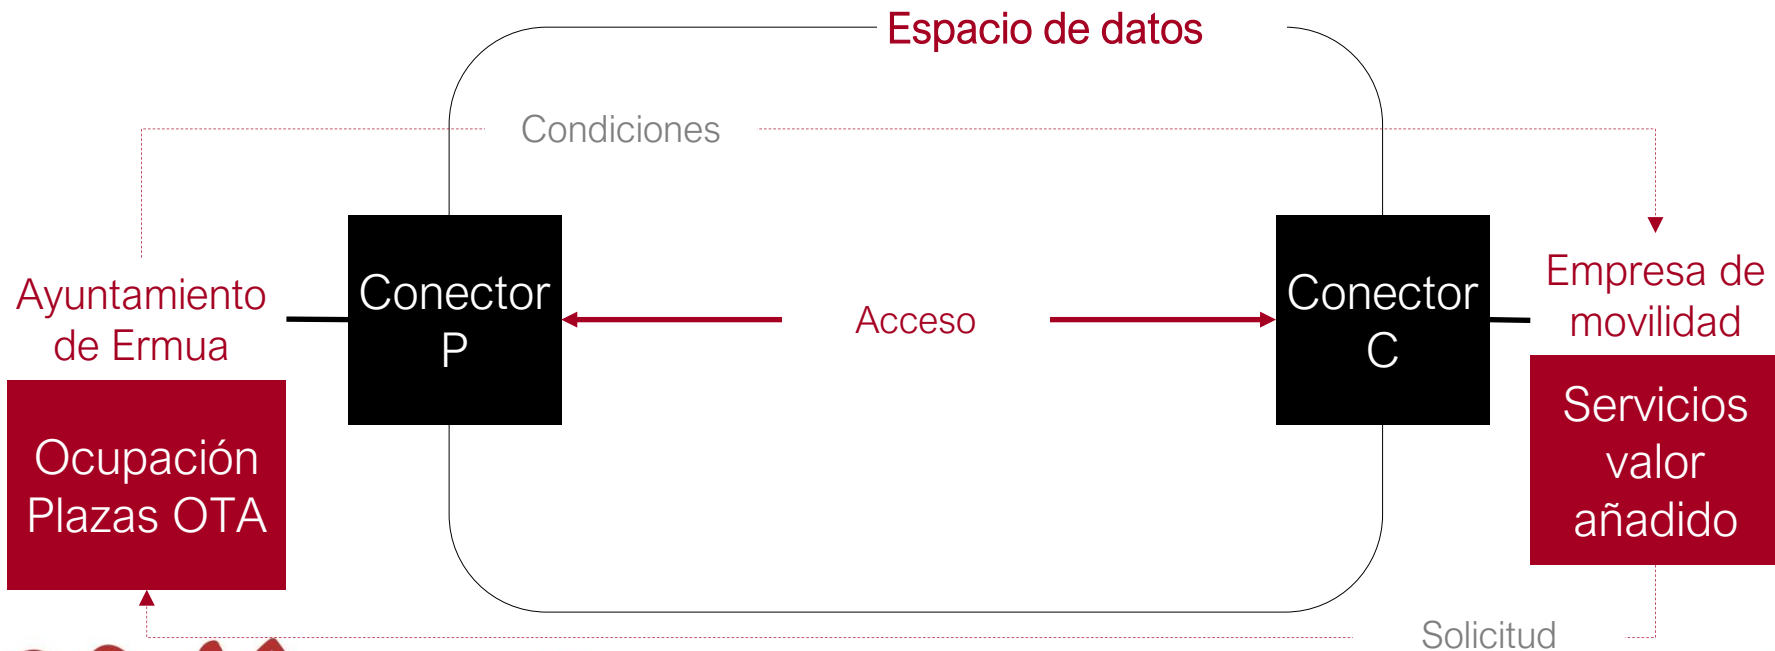 Espacio de datos
Condiciones
Ayuntamiento
de Ermua
Ocupación
Plazas OTA
Conector
P
Acceso
Conector
C
Empresa de
movilidad
Servicios
valor
añadido
Solicitud